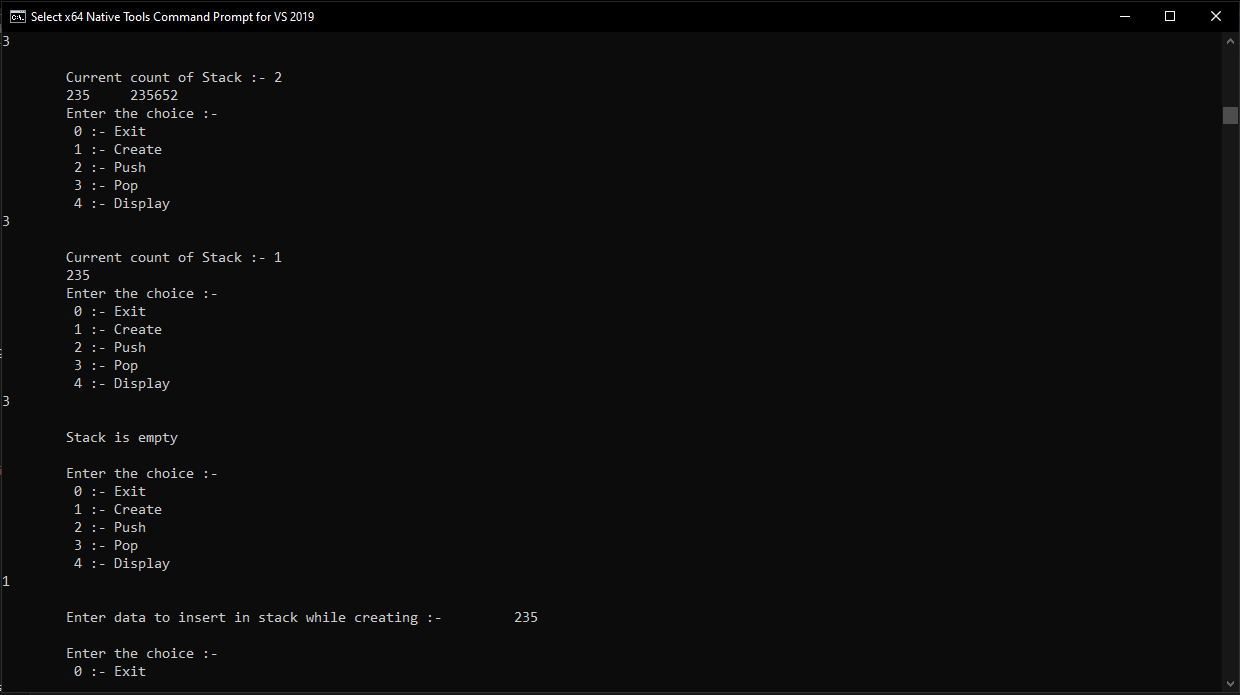 Select x64 Native Tools Command Prompt for VS 2019
3
Current count of Stack :- 2
235     235652
Enter the choice :-
0 :- Exit
1 :- Create
2 :- Push
3 :- Pop
4 :- Display
3
Current count of Stack :- 1
235
Enter the choice :-
0 :- Exit
1 :- Create
2 :- Push
3 :- Pop
4 :- Display
3
Stack is empty
Enter the choice :-
0 :- Exit
1 :- Create
2 :- Push
3 :- Pop
4 :- Display
1
Enter data to insert in stack while creating :-         235
Enter the choice :-
0 :- Exit